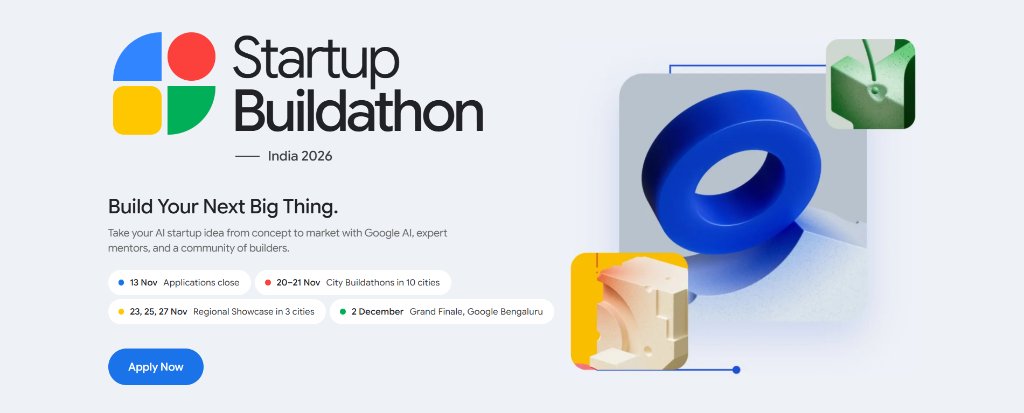 Startup
Buildathon
India 2026
Build Your Next Big Thing.
Take your AI startup idea from concept to market with Google AI, expert
mentors, and a community of builders.
13 Nov Applications close
20–21 Nov City Buildathons in 10 cities
23, 25, 27 Nov Regional Showcase in 3 cities
2 December Grand Finale, Google Bengaluru
Apply Now